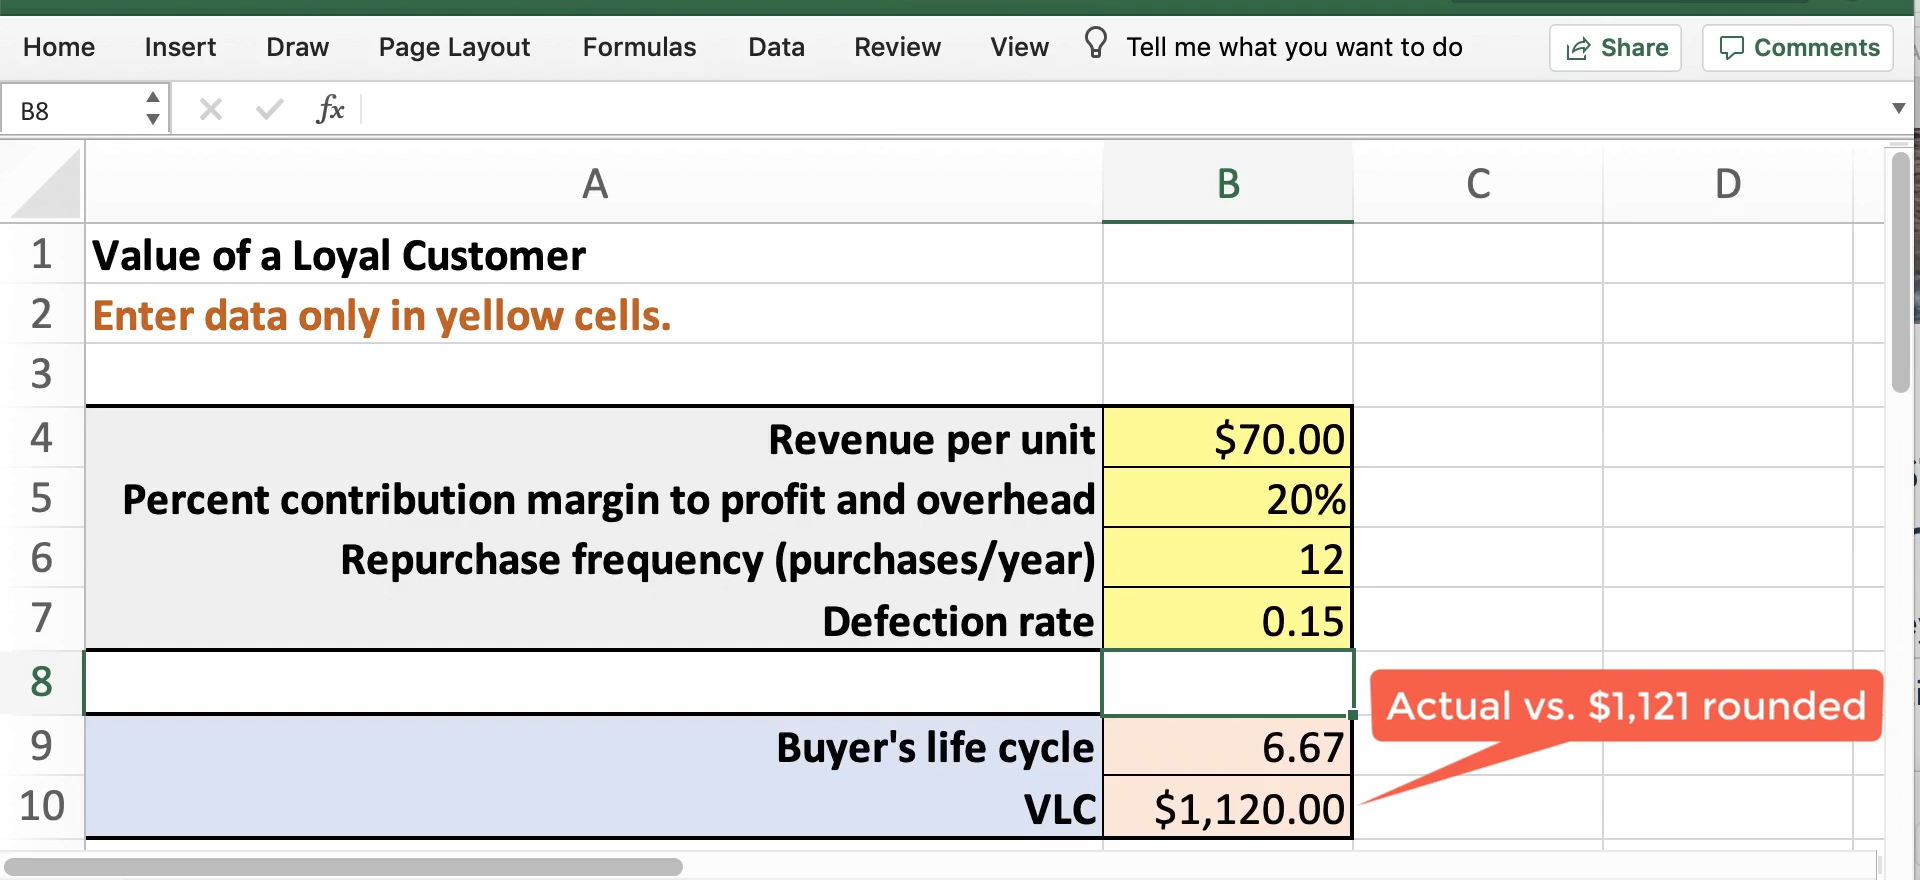 Home Insert Draw Page Layout Formulas Data Review View Tell me what you want to do Share Comments
B8 fx
A B C D
1 Value of a Loyal Customer
2 Enter data only in yellow cells.
3
4 Revenue per unit $70.00
5 Percent contribution margin to profit and overhead 20%
6 Repurchase frequency (purchases/year) 12
7 Defection rate 0.15
8
Actual vs. $1,121 rounded
9 Buyer's life cycle 6.67
10 VLC $1,120.00